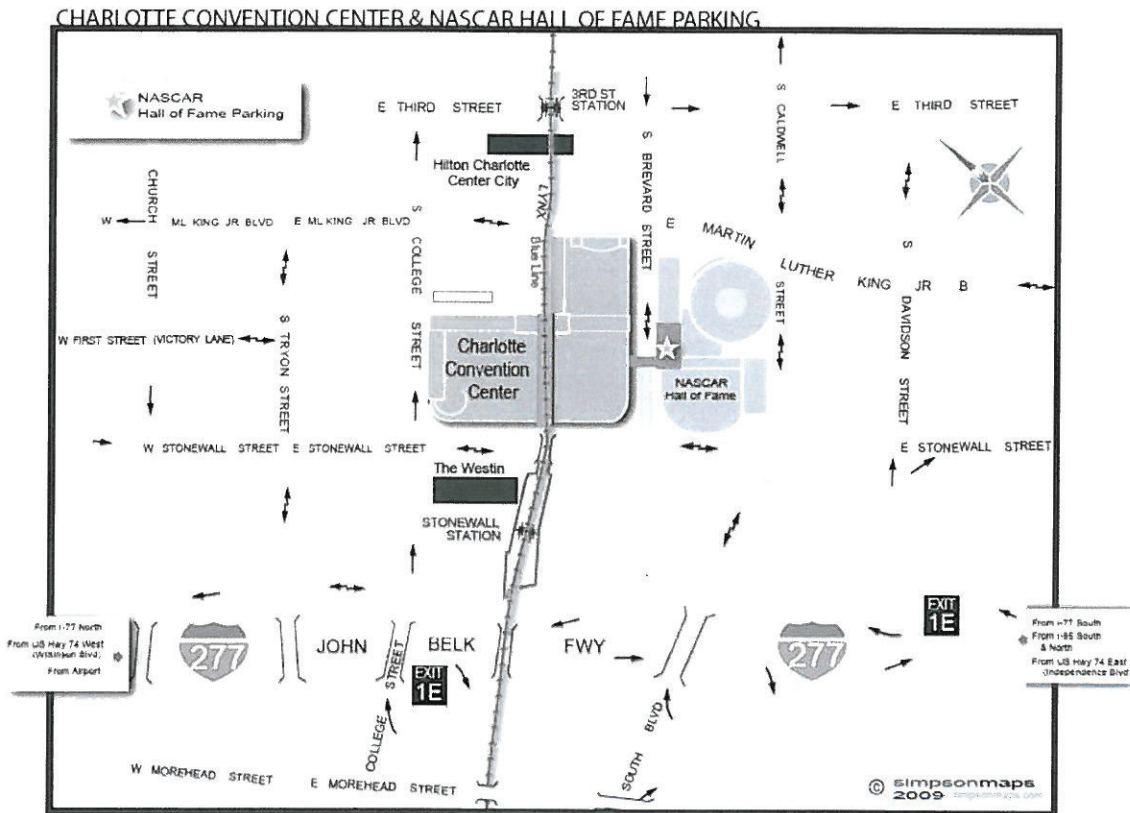 CHARLOTTE CONVENTION CENTER & NASCAR HALL OF FAME PARKING
NASCAR
Hall of Fame Parking
E THIRD STREET
3RD ST
STATION
E THIRD STREET
Hilton Charlotte
Center City
S CALDWELL
STREET
S BREVARD STREET
CHURCH STREET
W
ML KING JR BLVD
E ML KING JR BLVD
S COLLEGE STREET
LYNX
Blue Line
E MARTIN LUTHER KING JR B
S DAVIDSON STREET
W FIRST STREET (VICTORY LANE)
S TRYON STREET
Charlotte
Convention
Center
NASCAR
Hall of Fame
W STONEWALL STREET
E STONEWALL STREET
E STONEWALL STREET
The Westin
STONEWALL
STATION
From I-77 North
From US Hwy 74 West
(Wilkinson Blvd)
From Airport
277
JOHN
BELK
FWY
277
EXIT
1E
EXIT
1E
From I-77 South
From I-85 South
& North
From US Hwy 74 East
(Independence Blvd
COLLEGE STREET
SOUTH BLVD
W MOREHEAD STREET
E MOREHEAD STREET
© simpsonmaps
2009 simpsonmaps.com